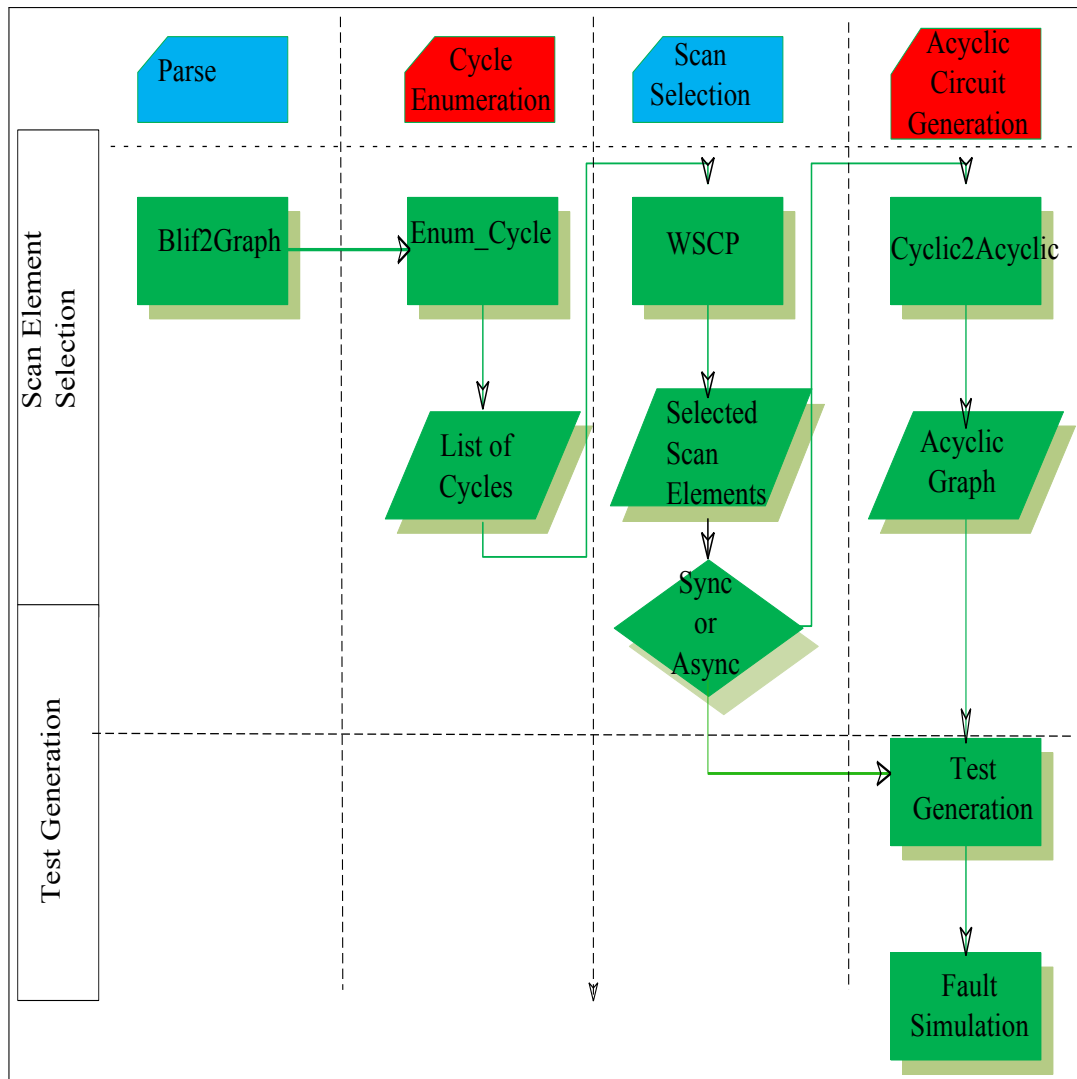 Parse
Cycle
Enumeration
Scan
Selection
Acyclic
Circuit
Generation
Scan Element
Selection
Blif2Graph
Enum_Cycle
WSCP
Cyclic2Acyclic
List of
Cycles
Selected
Scan
Elements
Acyclic
Graph
Sync
or
Async
Test Generation
Test
Generation
Fault
Simulation